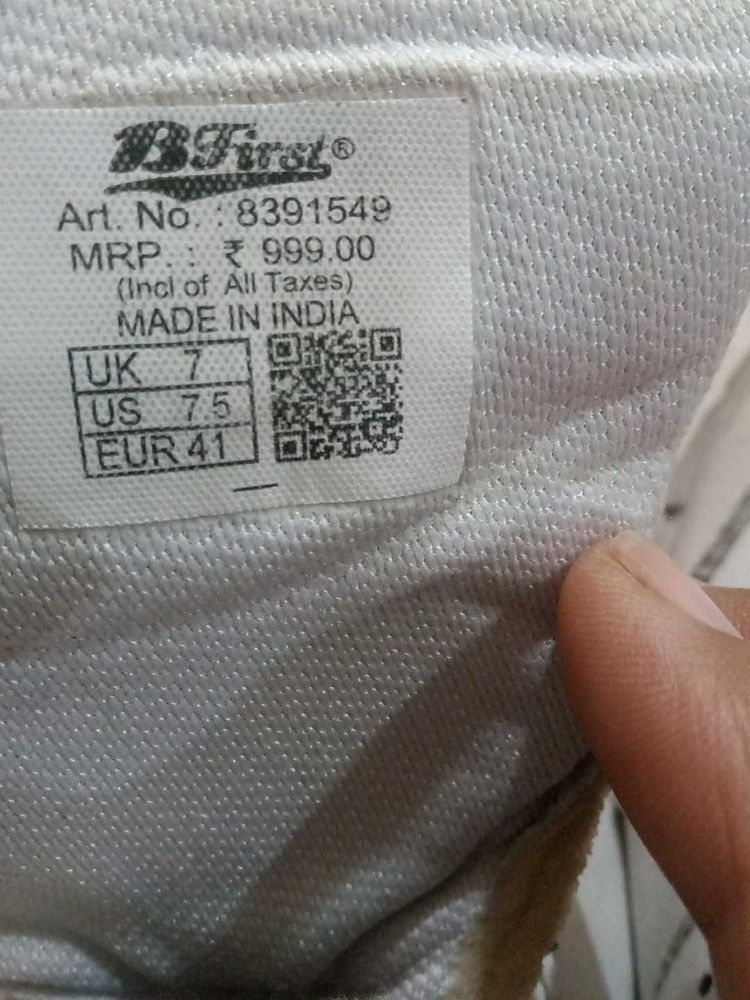 BFirst®
Art. No. : 8391549
MRP. : ₹ 999.00
(Incl of All Taxes)
MADE IN INDIA
UK 7
US 7.5
EUR 41